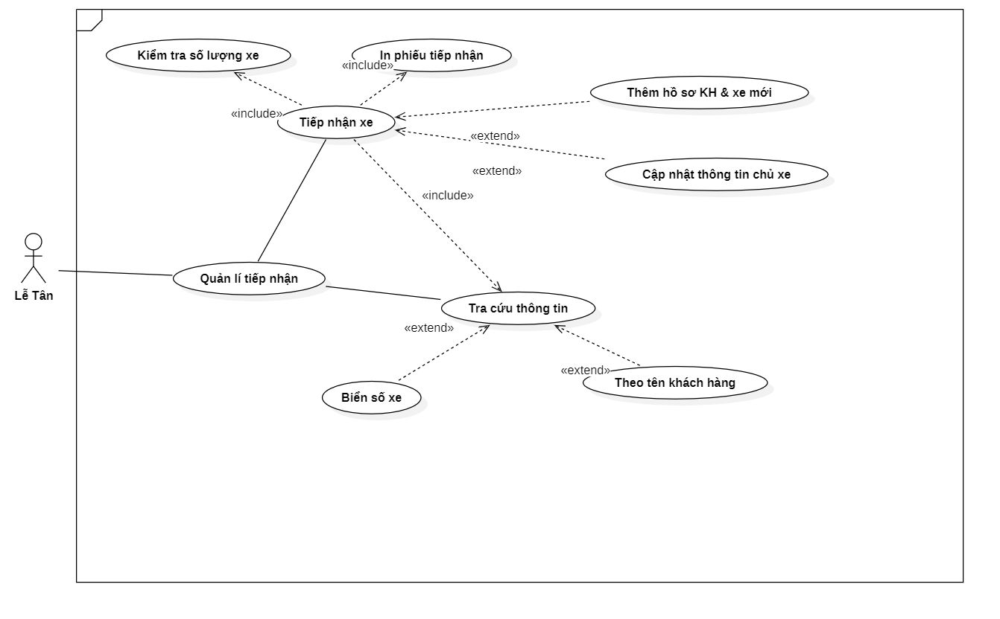 Kiểm tra số lượng xe
In phiếu tiếp nhận
«include»
Thêm hồ sơ KH & xe mới
«include»
Tiếp nhận xe
«extend»
«extend»
Cập nhật thông tin chủ xe
«include»
Quản lí tiếp nhận
Lễ Tân
Tra cứu thông tin
«extend»
«extend»
Theo tên khách hàng
Biển số xe